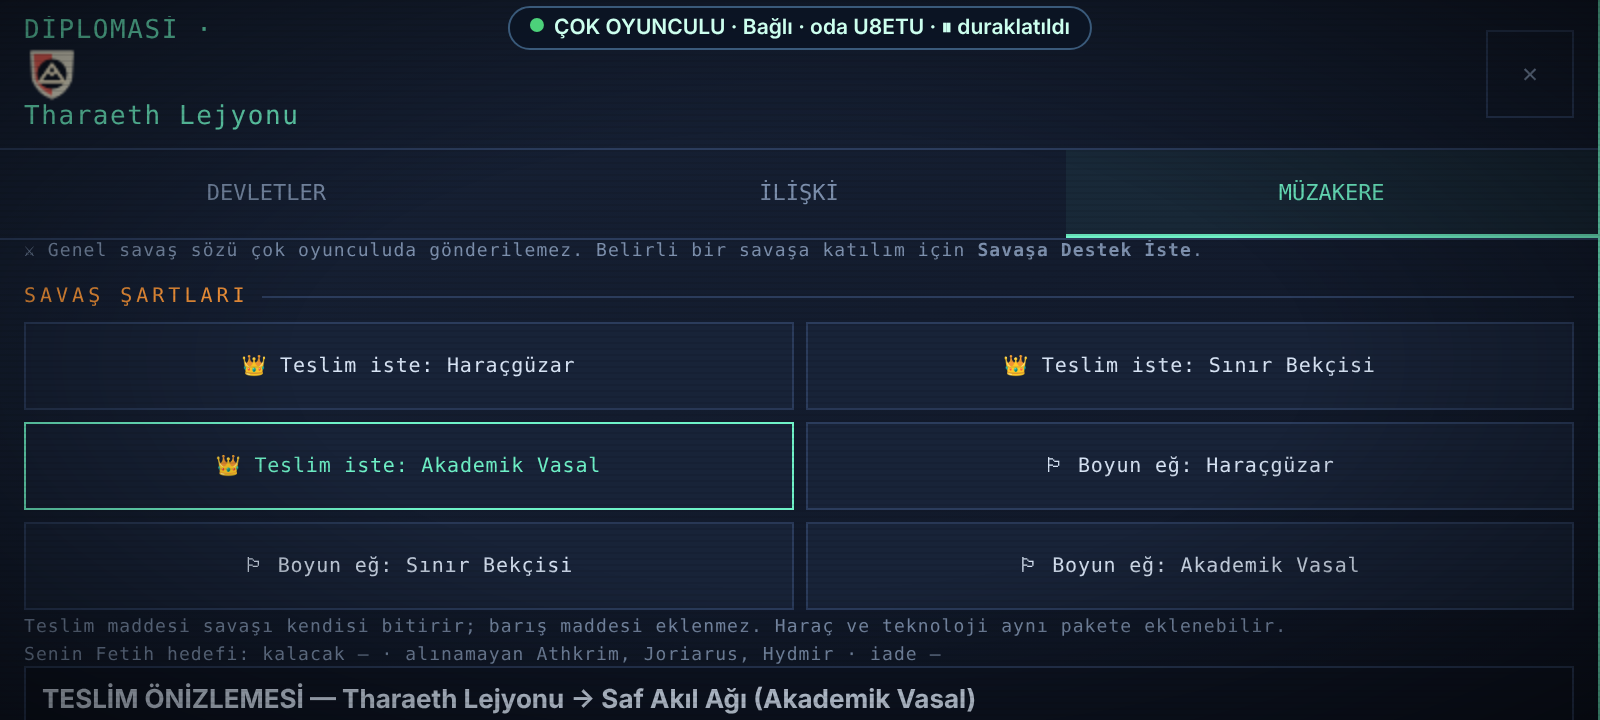 DİPLOMASİ ·
ÇOK OYUNCULU · Bağlı · oda U8ETU · ⏸ duraklatıldı
Tharaeth Lejyonu
×
DEVLETLER
İLİŞKİ
MÜZAKERE
⚔ Genel savaş sözü çok oyunculuda gönderilemez. Belirli bir savaşa katılım için Savaşa Destek İste.
SAVAŞ ŞARTLARI
👑 Teslim iste: Haraçgüzar
👑 Teslim iste: Sınır Bekçisi
👑 Teslim iste: Akademik Vasal
🏳 Boyun eğ: Haraçgüzar
🏳 Boyun eğ: Sınır Bekçisi
🏳 Boyun eğ: Akademik Vasal
Teslim maddesi savaşı kendisi bitirir; barış maddesi eklenmez. Haraç ve teknoloji aynı pakete eklenebilir.
Senin Fetih hedefi: kalacak — · alınamayan Athkrim, Joriarus, Hydmir · iade —
TESLİM ÖNİZLEMESİ — Tharaeth Lejyonu → Saf Akıl Ağı (Akademik Vasal)